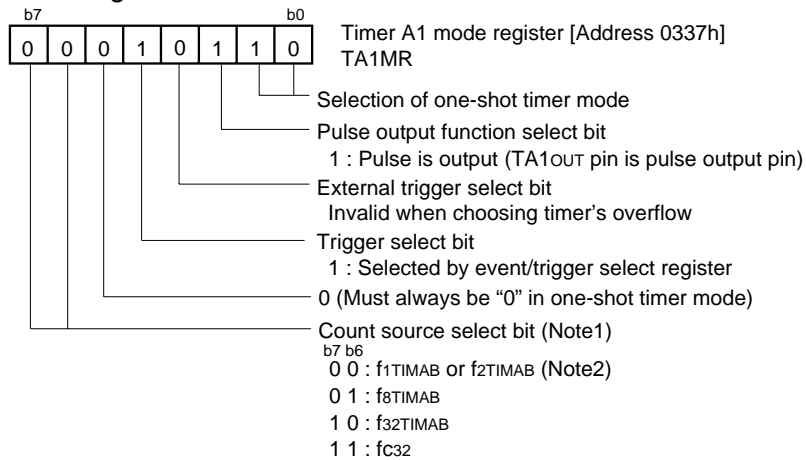 b7 b0
0 0 0 1 0 1 1 0
Timer A1 mode register [Address 0337h]
TA1MR
Selection of one-shot timer mode
Pulse output function select bit
1 : Pulse is output (TA1OUT pin is pulse output pin)
External trigger select bit
Invalid when choosing timer's overflow
Trigger select bit
1 : Selected by event/trigger select register
0 (Must always be “0” in one-shot timer mode)
Count source select bit (Note1)
b7 b6
0 0 : f1TIMAB or f2TIMAB (Note2)
0 1 : f8TIMAB
1 0 : f32TIMAB
1 1 : fC32